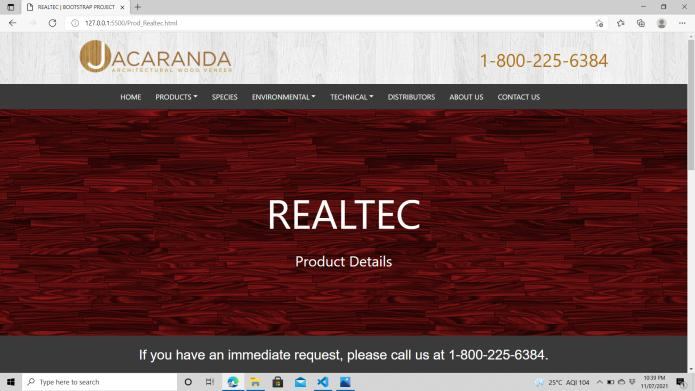 REALTEC | BOOTSTRAP PROJECT
127.0.0.1:5500/Prod_Realtec.html
JACARANDA
ARCHITECTURAL WOOD VENEER
1-800-225-6384
HOME PRODUCTS SPECIES ENVIRONMENTAL TECHNICAL DISTRIBUTORS ABOUT US CONTACT US
REALTEC
Product Details
If you have an immediate request, please call us at 1-800-225-6384.
Type here to search
25°C AQI 104
10:39 PM
11/07/2021